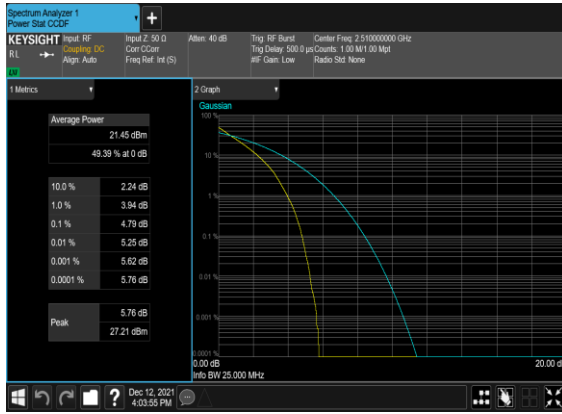 Spectrum Analyzer 1
Power Stat CCDF
+
KEYSIGHT
RL
LW
Input: RF
Coupling: DC
Align: Auto
Input Z: 50 Ω
Corr CCorr
Freq Ref: Int (S)
Atten: 40 dB
Trig: RF Burst
Trig Delay: 500.0 µs
#IF Gain: Low
Center Freq: 2.510000000 GHz
Counts: 1.00 M/1.00 Mpt
Radio Std: None
1 Metrics
Average Power
21.45 dBm
49.39 % at 0 dB
10.0 % 2.24 dB
1.0 % 3.94 dB
0.1 % 4.79 dB
0.01 % 5.25 dB
0.001 % 5.62 dB
0.0001 % 5.76 dB
Peak
5.76 dB
27.21 dBm
2 Graph
Gaussian
100 %
10 %
1 %
0.1 %
0.01 %
0.001 %
0.0001 %
0.00 dB
20.00 d
Info BW 25.000 MHz
?
Dec 12, 2021
4:03:55 PM